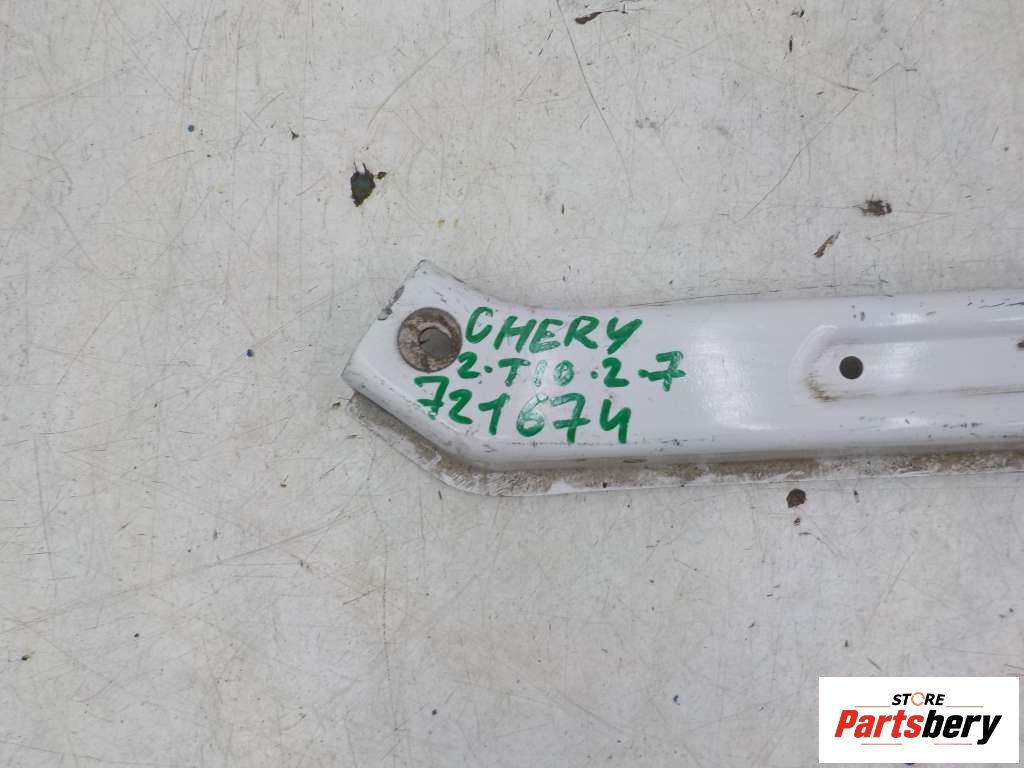 CHERY
2.T10.2.7
721674
STORE
Partsbery